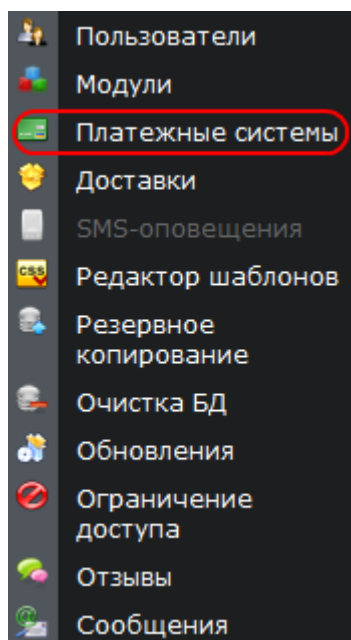 Пользователи
Модули
Платежные системы
Доставки
SMS-оповещения
CSS
Редактор шаблонов
Резервное
копирование
Очистка БД
Обновления
Ограничение
доступа
Отзывы
Сообщения